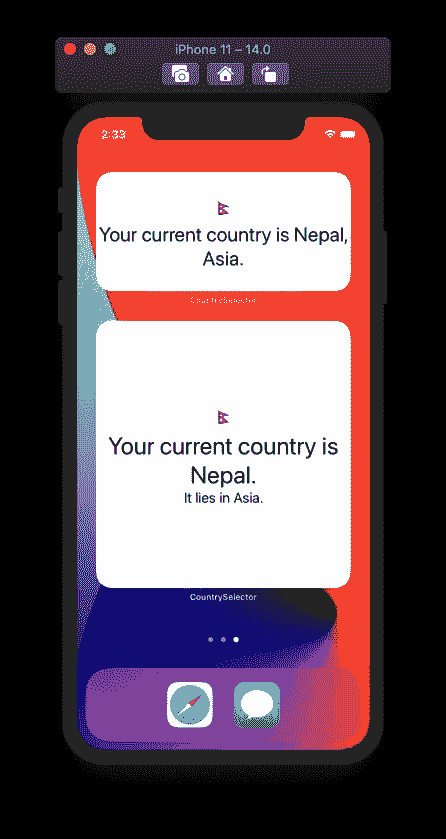 iPhone 11 – 14.0
2:33
Your current country is Nepal,
Asia.
CountrySelector
Your current country is
Nepal.
It lies in Asia.
CountrySelector